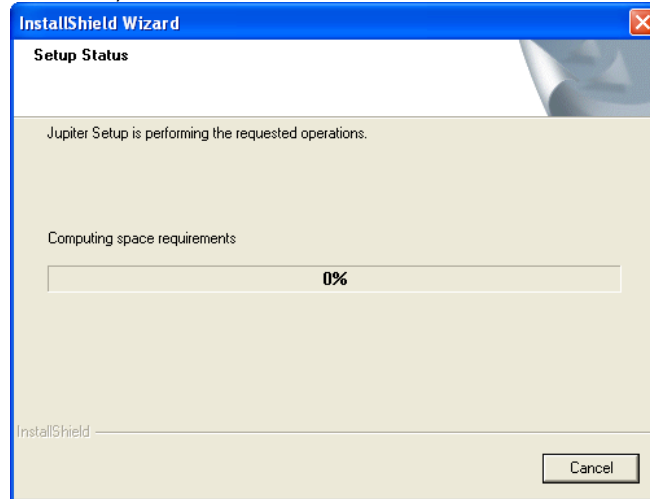 InstallShield Wizard
Setup Status
Jupiter Setup is performing the requested operations.
Computing space requirements
0%
InstallShield
Cancel